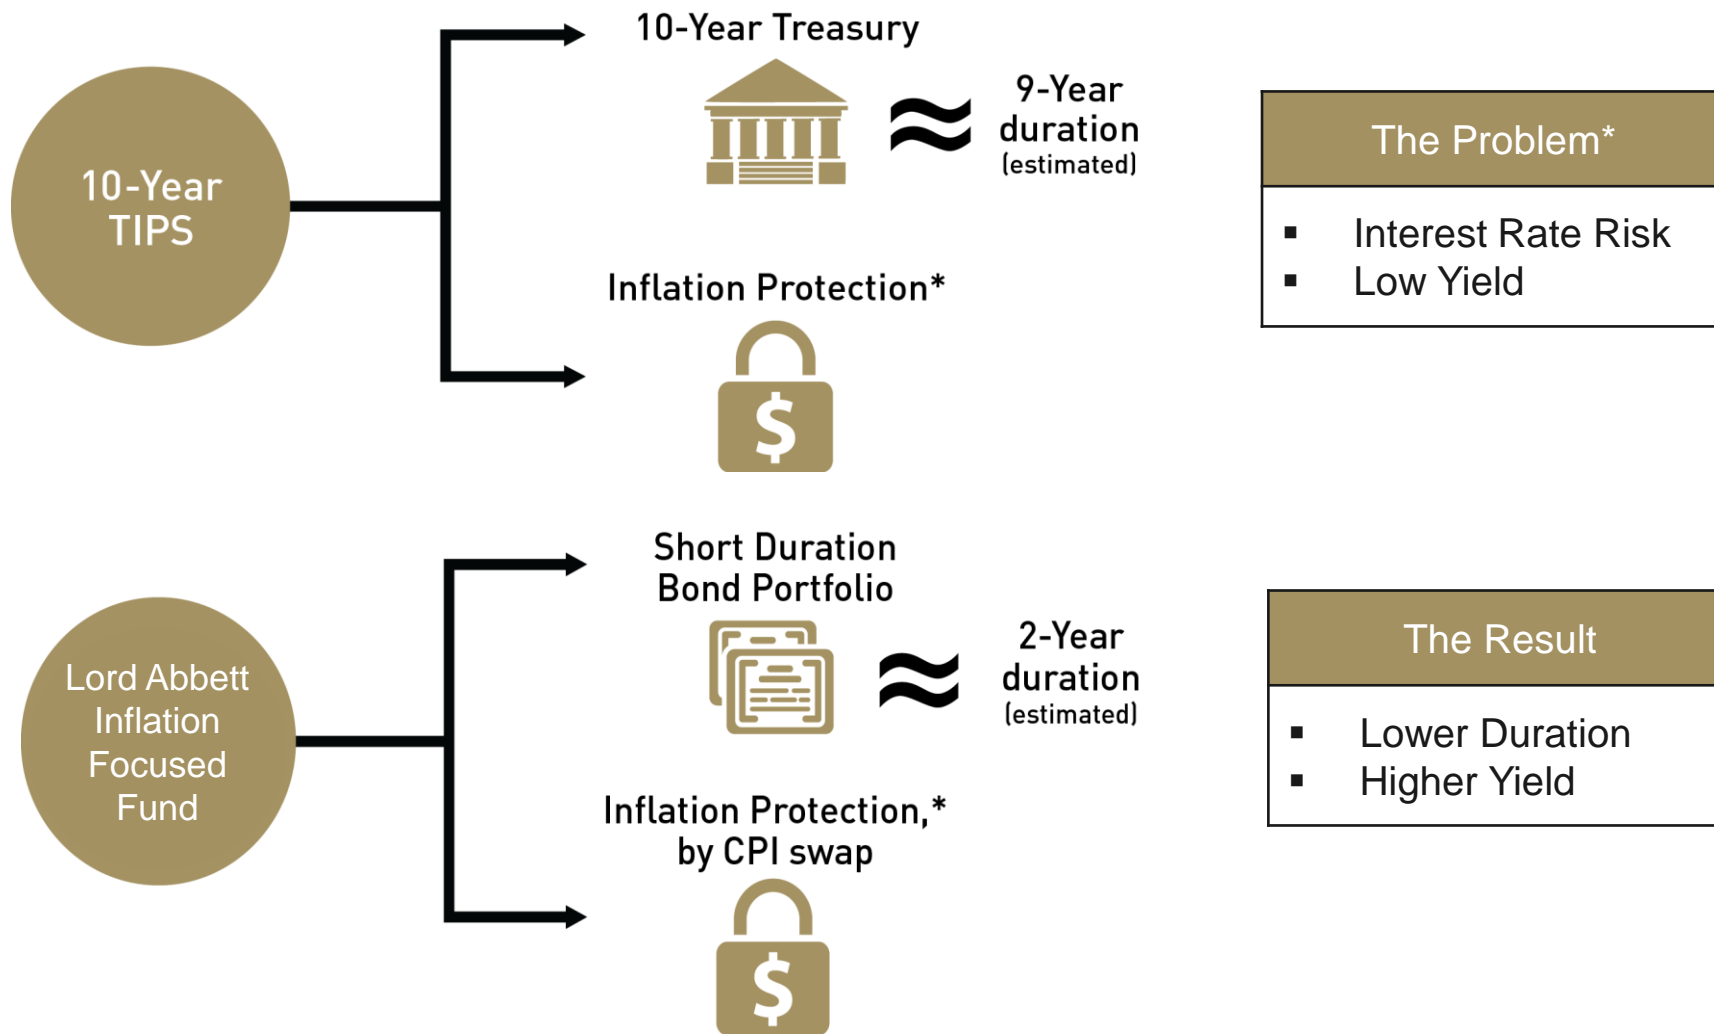 10-Year
TIPS
10-Year Treasury
9-Year
duration
(estimated)
Inflation Protection*
$
The Problem*
▪ Interest Rate Risk
▪ Low Yield
Lord Abbett
Inflation
Focused
Fund
Short Duration
Bond Portfolio
2-Year
duration
(estimated)
Inflation Protection,*
by CPI swap
$
The Result
▪ Lower Duration
▪ Higher Yield